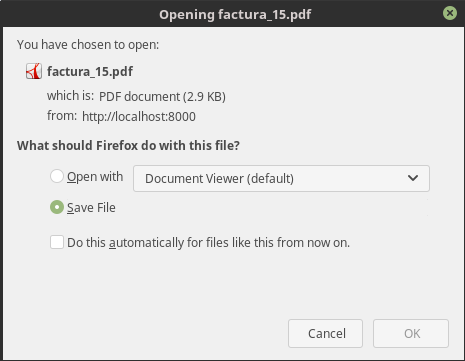 Opening factura_15.pdf
You have chosen to open:
factura_15.pdf
which is: PDF document (2.9 KB)
from: http://localhost:8000
What should Firefox do with this file?
Open with Document Viewer (default)
Save File
Do this automatically for files like this from now on.
Cancel OK